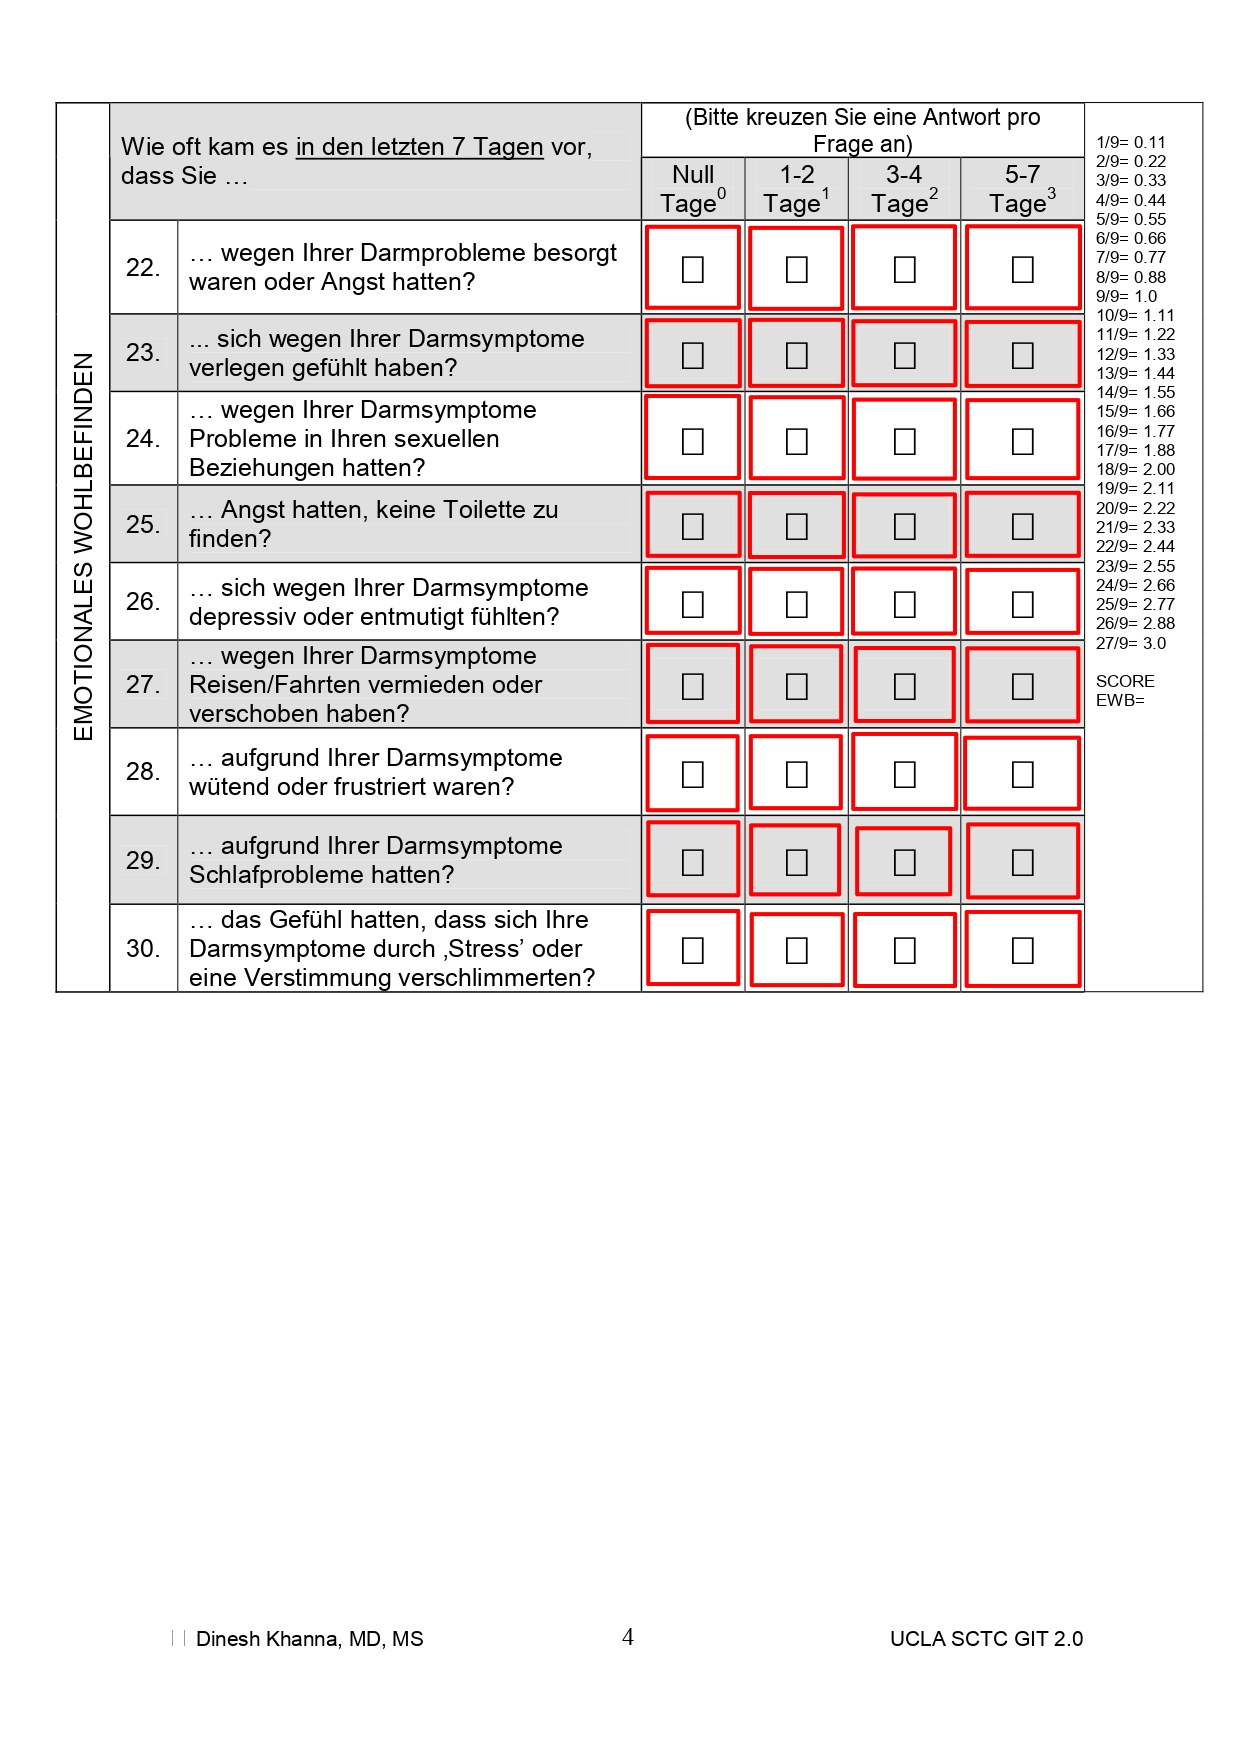 EMOTIONALES WOHLBEFINDEN
Wie oft kam es in den letzten 7 Tagen vor,
dass Sie …
(Bitte kreuzen Sie eine Antwort pro
Frage an)
Null
Tage0
1-2
Tage1
3-4
Tage2
5-7
Tage3
22.
… wegen Ihrer Darmprobleme besorgt
waren oder Angst hatten?
23.
... sich wegen Ihrer Darmsymptome
verlegen gefühlt haben?
24.
… wegen Ihrer Darmsymptome
Probleme in Ihren sexuellen
Beziehungen hatten?
25.
… Angst hatten, keine Toilette zu
finden?
26.
… sich wegen Ihrer Darmsymptome
depressiv oder entmutigt fühlten?
27.
… wegen Ihrer Darmsymptome
Reisen/Fahrten vermieden oder
verschoben haben?
28.
… aufgrund Ihrer Darmsymptome
wütend oder frustriert waren?
29.
… aufgrund Ihrer Darmsymptome
Schlafprobleme hatten?
30.
… das Gefühl hatten, dass sich Ihre
Darmsymptome durch ‚Stress’ oder
eine Verstimmung verschlimmerten?
1/9= 0.11
2/9= 0.22
3/9= 0.33
4/9= 0.44
5/9= 0.55
6/9= 0.66
7/9= 0.77
8/9= 0.88
9/9= 1.0
10/9= 1.11
11/9= 1.22
12/9= 1.33
13/9= 1.44
14/9= 1.55
15/9= 1.66
16/9= 1.77
17/9= 1.88
18/9= 2.00
19/9= 2.11
20/9= 2.22
21/9= 2.33
22/9= 2.44
23/9= 2.55
24/9= 2.66
25/9= 2.77
26/9= 2.88
27/9= 3.0
SCORE
EWB=
Dinesh Khanna, MD, MS
4
UCLA SCTC GIT 2.0